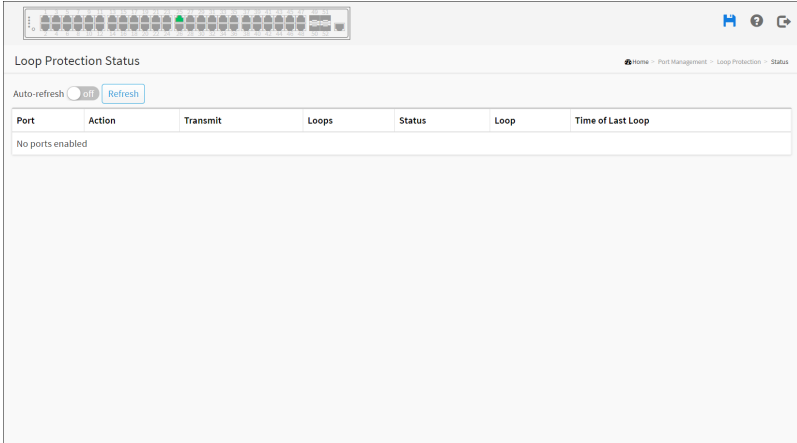 Loop Protection Status
Home > Port Management > Loop Protection > Status
Auto-refresh off Refresh
Port Action Transmit Loops Status Loop Time of Last Loop
No ports enabled